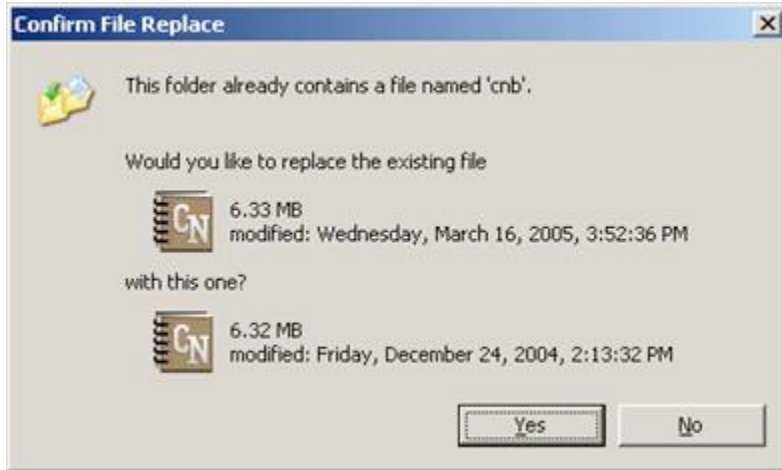 Confirm File Replace
This folder already contains a file named 'cnb'.
Would you like to replace the existing file
CN
6.33 MB
modified: Wednesday, March 16, 2005, 3:52:36 PM
with this one?
CN
6.32 MB
modified: Friday, December 24, 2004, 2:13:32 PM
Yes
No